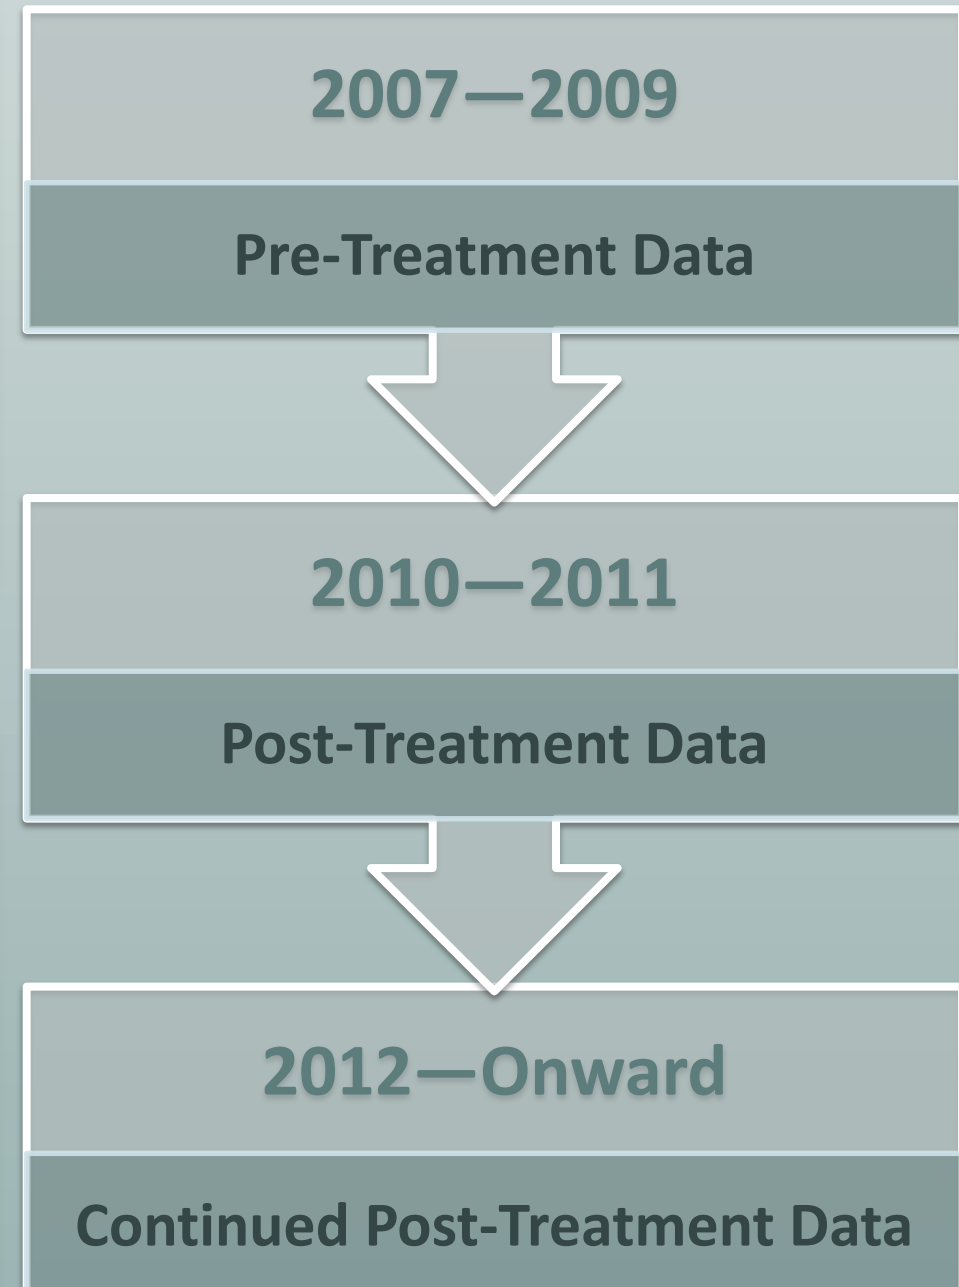 2007—2009
Pre-Treatment Data
2010—2011
Post-Treatment Data
2012—Onward
Continued Post-Treatment Data